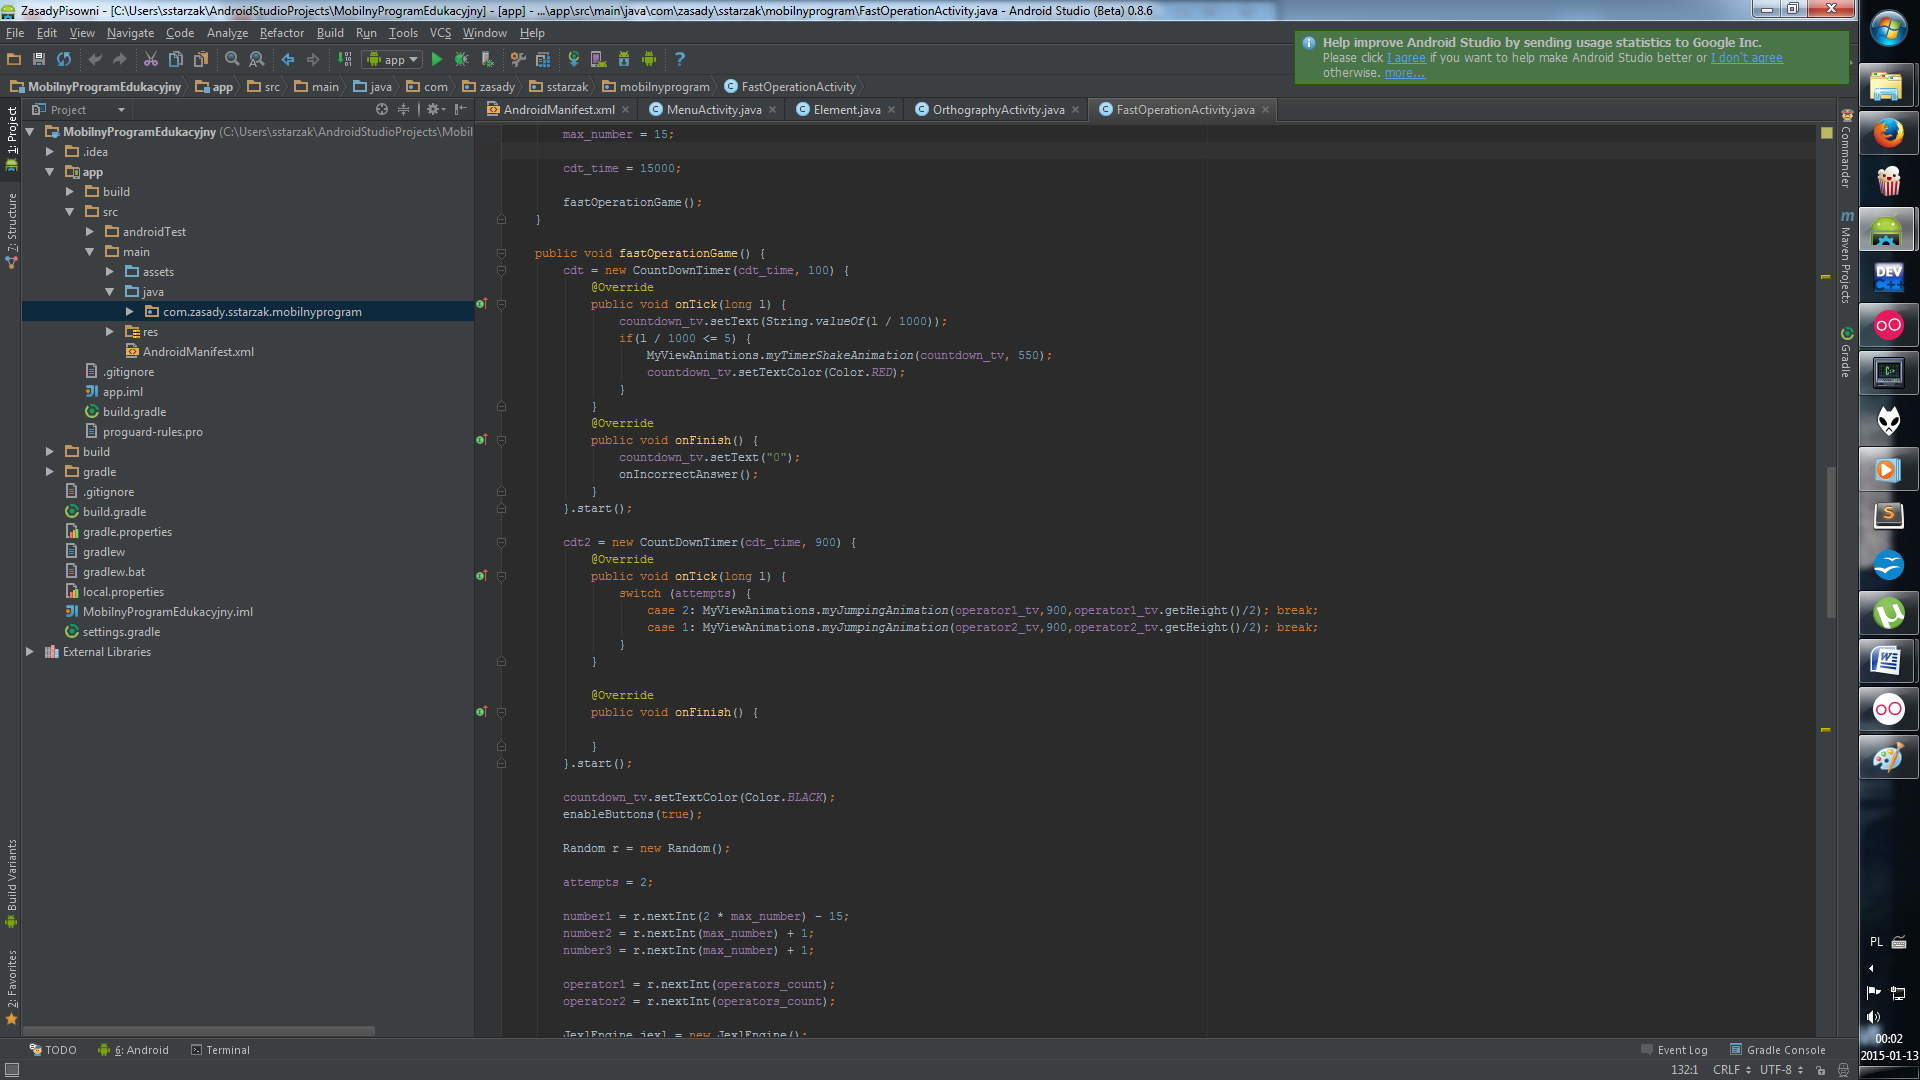 ZasadyPisowni - [C:\Users\sstarzak\AndroidStudioProjects\MobilnyProgramEdukacyjny] - [app] - ...\app\src\main\java\com\zasady\sstarzak\mobilnyprogram\FastOperationActivity.java - Android Studio (Beta) 0.8.6
File Edit View Navigate Code Analyze Refactor Build Run Tools VCS Window Help
app
Help improve Android Studio by sending usage statistics to Google Inc.
Please click I agree if you want to help make Android Studio better or I don't agree
otherwise. more...
MobilnyProgramEdukacyjny app src main java com zasady sstarzak mobilnyprogram FastOperationActivity
Project
AndroidManifest.xml MenuActivity.java Element.java OrthographyActivity.java FastOperationActivity.java
1: Project
7: Structure
Build Variants
2: Favorites
MobilnyProgramEdukacyjny (C:\Users\sstarzak\AndroidStudioProjects\Mobil
.idea
app
build
src
androidTest
main
assets
java
com.zasady.sstarzak.mobilnyprogram
res
AndroidManifest.xml
.gitignore
app.iml
build.gradle
proguard-rules.pro
build
gradle
.gitignore
build.gradle
gradle.properties
gradlew
gradlew.bat
local.properties
MobilnyProgramEdukacyjny.iml
settings.gradle
External Libraries
max_number = 15;
cdt_time = 15000;
fastOperationGame();
}
public void fastOperationGame() {
cdt = new CountDownTimer(cdt_time, 100) {
@Override
public void onTick(long l) {
countdown_tv.setText(String.valueOf(l / 1000));
if(l / 1000 <= 5) {
MyViewAnimations.myTimerShakeAnimation(countdown_tv, 550);
countdown_tv.setTextColor(Color.RED);
}
}
@Override
public void onFinish() {
countdown_tv.setText("0");
onIncorrectAnswer();
}
}.start();
cdt2 = new CountDownTimer(cdt_time, 900) {
@Override
public void onTick(long l) {
switch (attempts) {
case 2: MyViewAnimations.myJumpingAnimation(operator1_tv,900,operator1_tv.getHeight()/2); break;
case 1: MyViewAnimations.myJumpingAnimation(operator2_tv,900,operator2_tv.getHeight()/2); break;
}
}
@Override
public void onFinish() {
}
}.start();
countdown_tv.setTextColor(Color.BLACK);
enableButtons(true);
Random r = new Random();
attempts = 2;
number1 = r.nextInt(2 * max_number) - 15;
number2 = r.nextInt(max_number) + 1;
number3 = r.nextInt(max_number) + 1;
operator1 = r.nextInt(operators_count);
operator2 = r.nextInt(operators_count);
JexlEngine jexl = new JexlEngine();
Commander
Maven Projects
Gradle
DEV
C++
PL
00:02
2015-01-13
TODO 6: Android Terminal Event Log Gradle Console
132:1 CRLF UTF-8